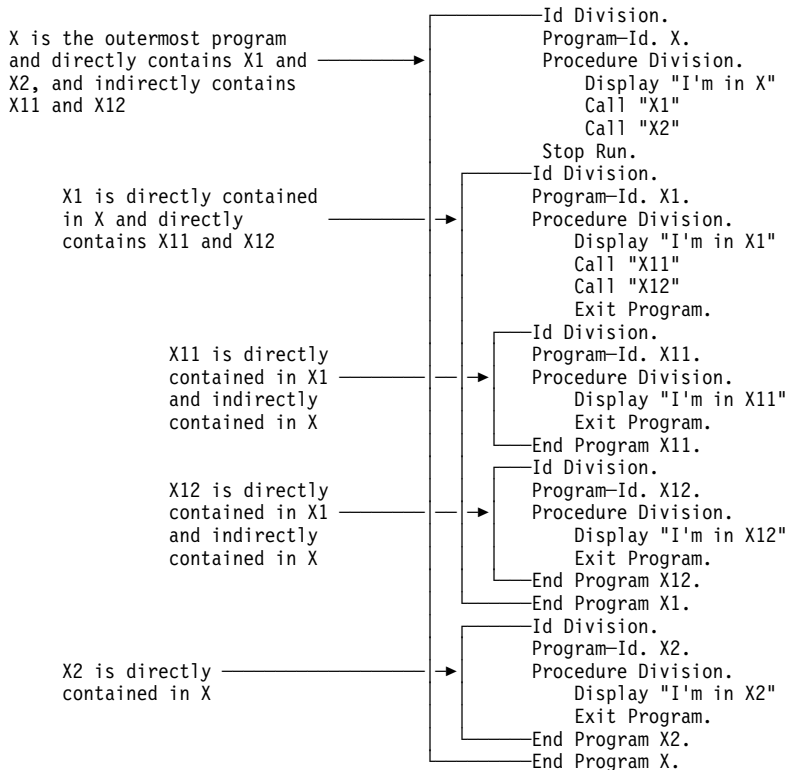 Id Division.
X is the outermost program
and directly contains X1 and
X2, and indirectly contains
X11 and X12
Program–Id. X.
Procedure Division.
Display "I'm in X"
Call "X1"
Call "X2"
Stop Run.
Id Division.
X1 is directly contained
in X and directly
contains X11 and X12
Program–Id. X1.
Procedure Division.
Display "I'm in X1"
Call "X11"
Call "X12"
Exit Program.
Id Division.
X11 is directly
contained in X1
and indirectly
contained in X
Program–Id. X11.
Procedure Division.
Display "I'm in X11"
Exit Program.
End Program X11.
Id Division.
X12 is directly
contained in X1
and indirectly
contained in X
Program–Id. X12.
Procedure Division.
Display "I'm in X12"
Exit Program.
End Program X12.
End Program X1.
Id Division.
X2 is directly
contained in X
Program–Id. X2.
Procedure Division.
Display "I'm in X2"
Exit Program.
End Program X2.
End Program X.